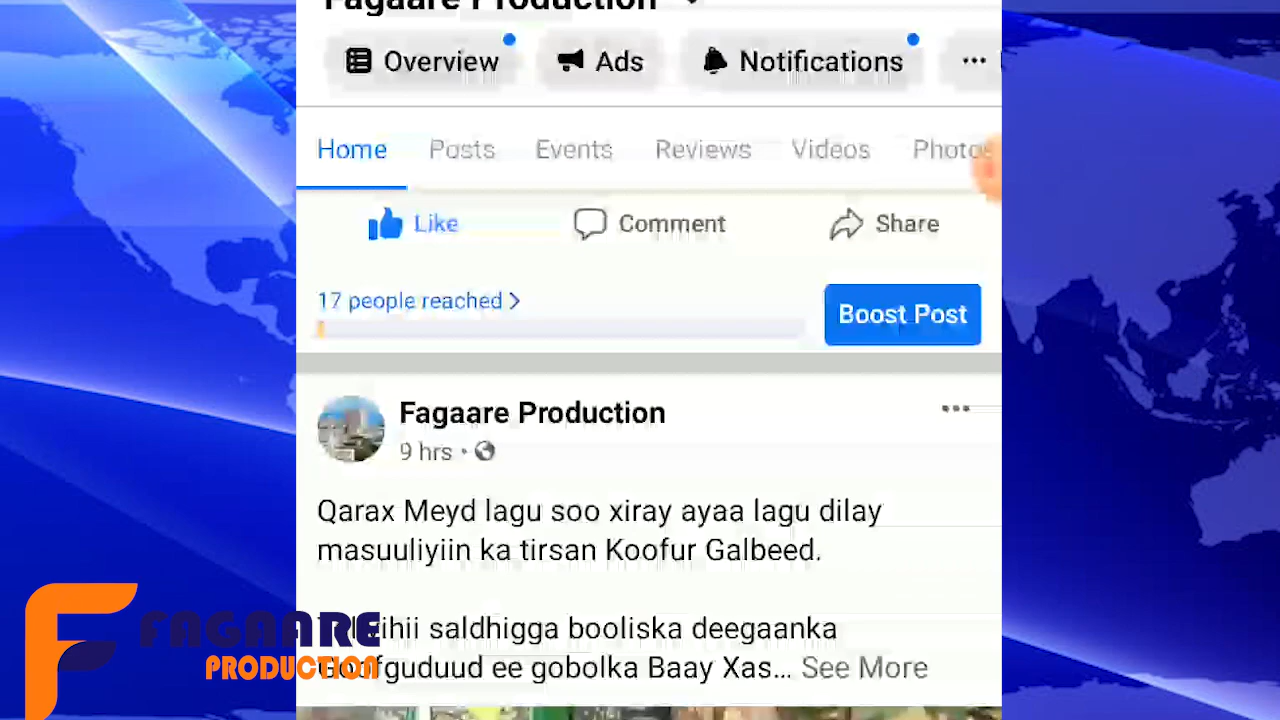 Fagaare Production
Overview
Ads
Notifications
Home
Posts
Events
Reviews
Videos
Photos
Like
Comment
Share
17 people reached
Boost Post
Fagaare Production
9 hrs
Qarax Meyd lagu soo xiray ayaa lagu dilay
masuuliyiin ka tirsan Koofur Galbeed.
saldhigga booliska deegaanka
ee gobolka Baay Xas... See More
FAGAARE
PRODUCTION